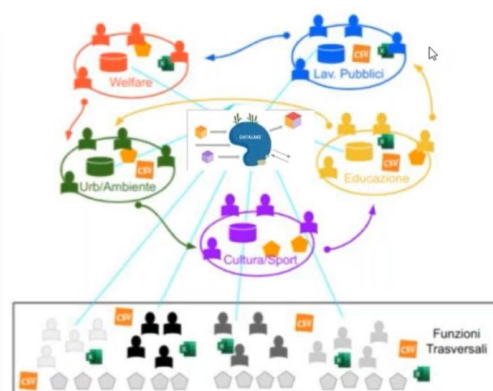 Welfare
CSV
Lav. Pubblici
Urb/Ambiente
CSV
DATALAKE
CSV
Educazione
Cultura/Sport
CSV
CSV
Funzioni
Trasversali
CSV
CSV